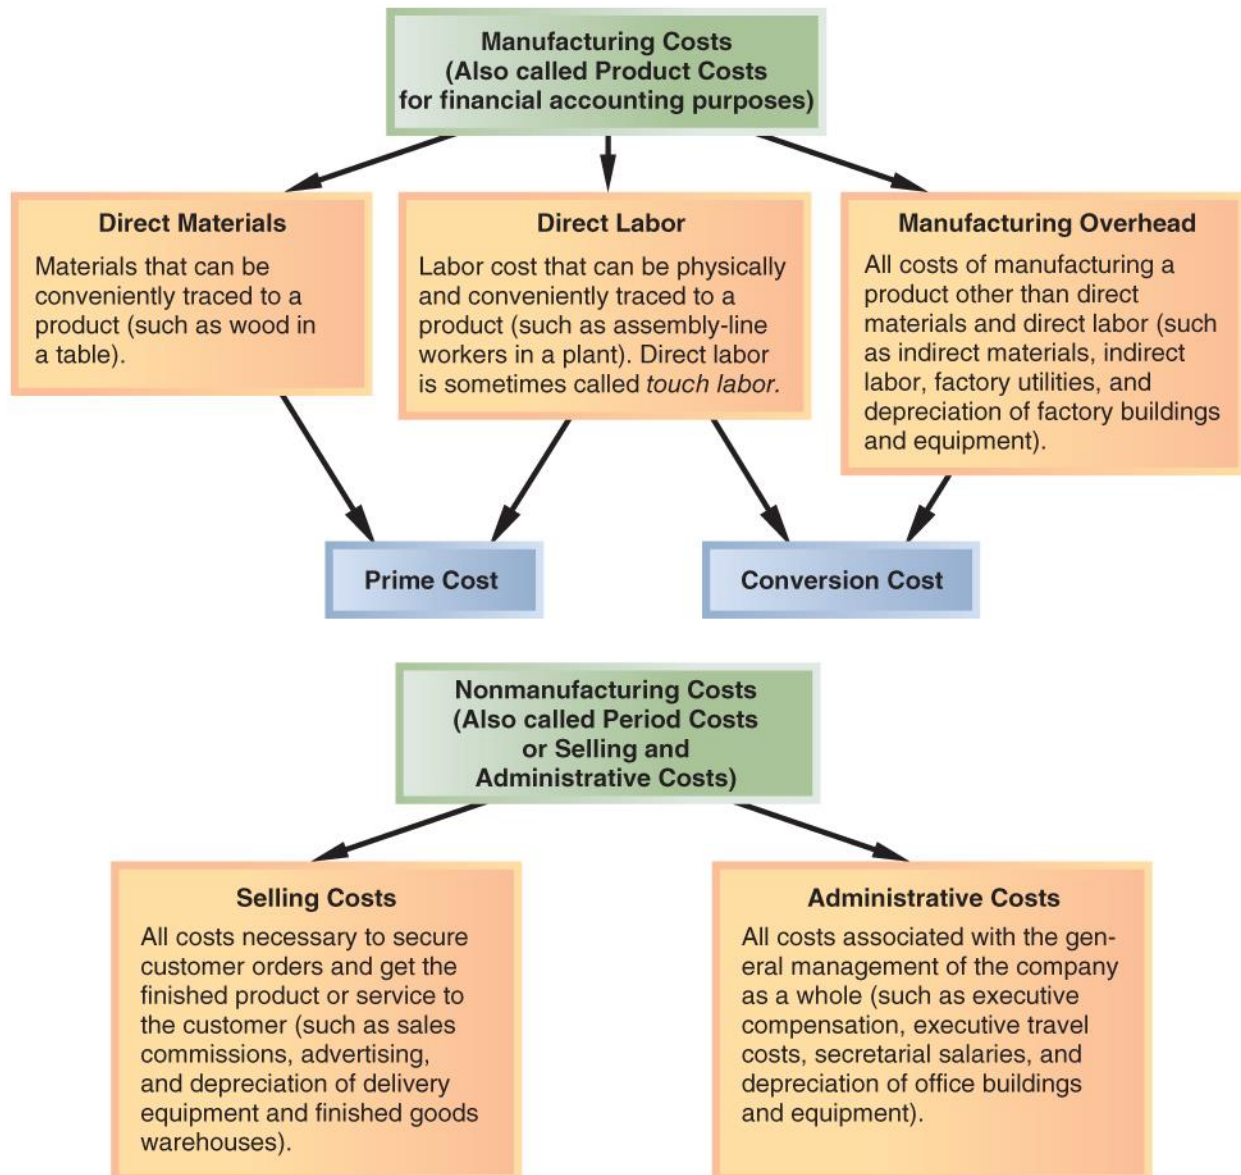 Manufacturing Costs
(Also called Product Costs
for financial accounting purposes)
Direct Materials
Materials that can be
conveniently traced to a
product (such as wood in
a table).
Direct Labor
Labor cost that can be physically
and conveniently traced to a
product (such as assembly-line
workers in a plant). Direct labor
is sometimes called touch labor.
Manufacturing Overhead
All costs of manufacturing a
product other than direct
materials and direct labor (such
as indirect materials, indirect
labor, factory utilities, and
depreciation of factory buildings
and equipment).
Prime Cost
Conversion Cost
Nonmanufacturing Costs
(Also called Period Costs
or Selling and
Administrative Costs)
Selling Costs
All costs necessary to secure
customer orders and get the
finished product or service to
the customer (such as sales
commissions, advertising,
and depreciation of delivery
equipment and finished goods
warehouses).
Administrative Costs
All costs associated with the gen-
eral management of the company
as a whole (such as executive
compensation, executive travel
costs, secretarial salaries, and
depreciation of office buildings
and equipment).